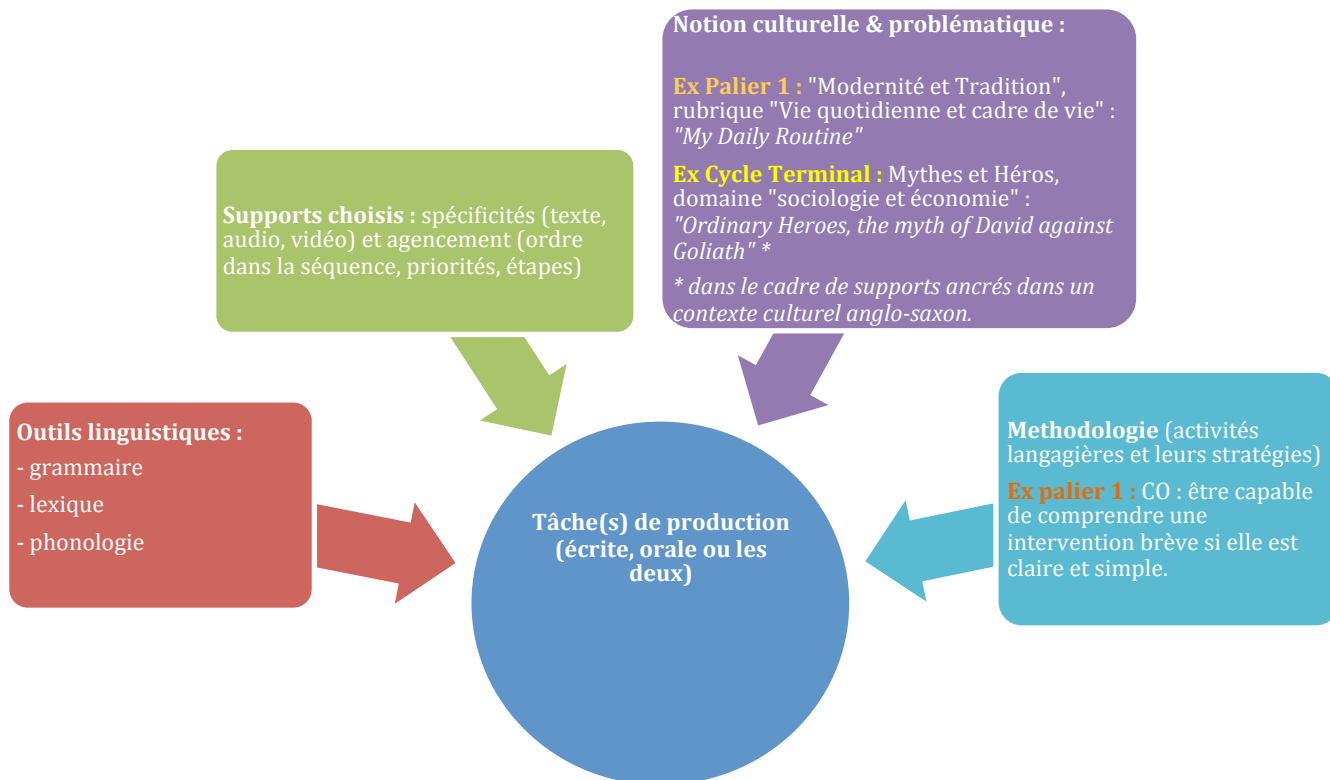 Notion culturelle & problématique :
Ex Palier 1 : "Modernité et Tradition",
rubrique "Vie quotidienne et cadre de vie" :
"My Daily Routine"
Ex Cycle Terminal : Mythes et Héros,
domaine "sociologie et économie" :
"Ordinary Heroes, the myth of David against
Goliath" *
* dans le cadre de supports ancrés dans un
contexte culturel anglo-saxon.
Supports choisis : spécificités (texte,
audio, vidéo) et agencement (ordre
dans la séquence, priorités, étapes)
Outils linguistiques :
- grammaire
- lexique
- phonologie
Methodologie (activités
langagières et leurs stratégies)
Ex palier 1 : CO : être capable
de comprendre une
intervention brève si elle est
claire et simple.
Tâche(s) de production
(écrite, orale ou les
deux)